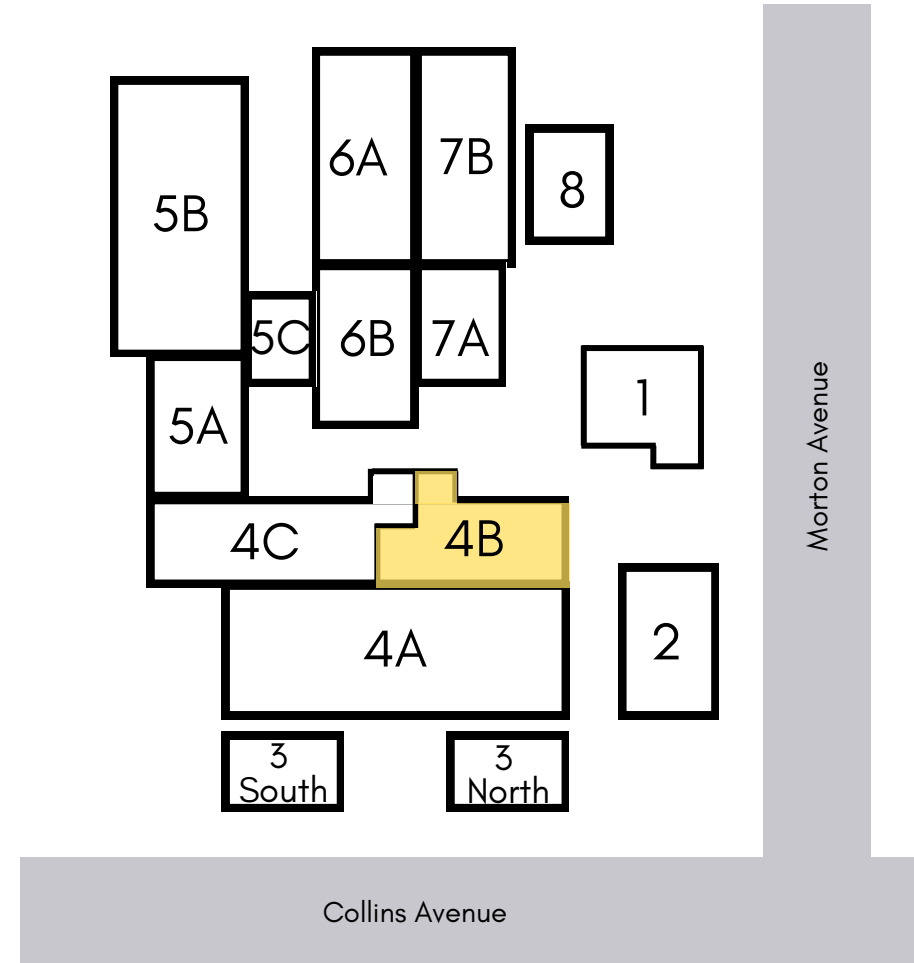 6A
7B
8
5B
5C
6B
7A
1
5A
4C
4B
4A
2
3
South
3
North
Morton Avenue
Collins Avenue